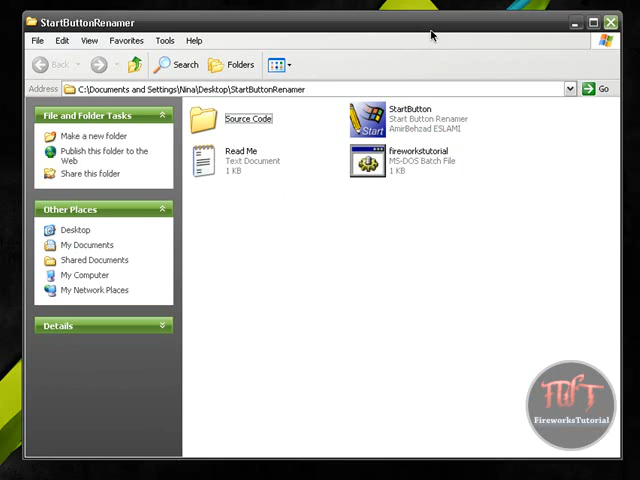 StartButtonRenamer
File Edit View Favorites Tools Help
Back Search Folders
Address C:\Documents and Settings\Nina\Desktop\StartButtonRenamer Go
File and Folder Tasks
Make a new folder
Publish this folder to the
Web
Share this folder
Other Places
Desktop
My Documents
Shared Documents
My Computer
My Network Places
Details
Source Code
Start
StartButton
Start Button Renamer
AmirBehzad ESLAMI
Read Me
Text Document
1 KB
fireworkstutorial
MS-DOS Batch File
1 KB
FWT
FireworksTutorial